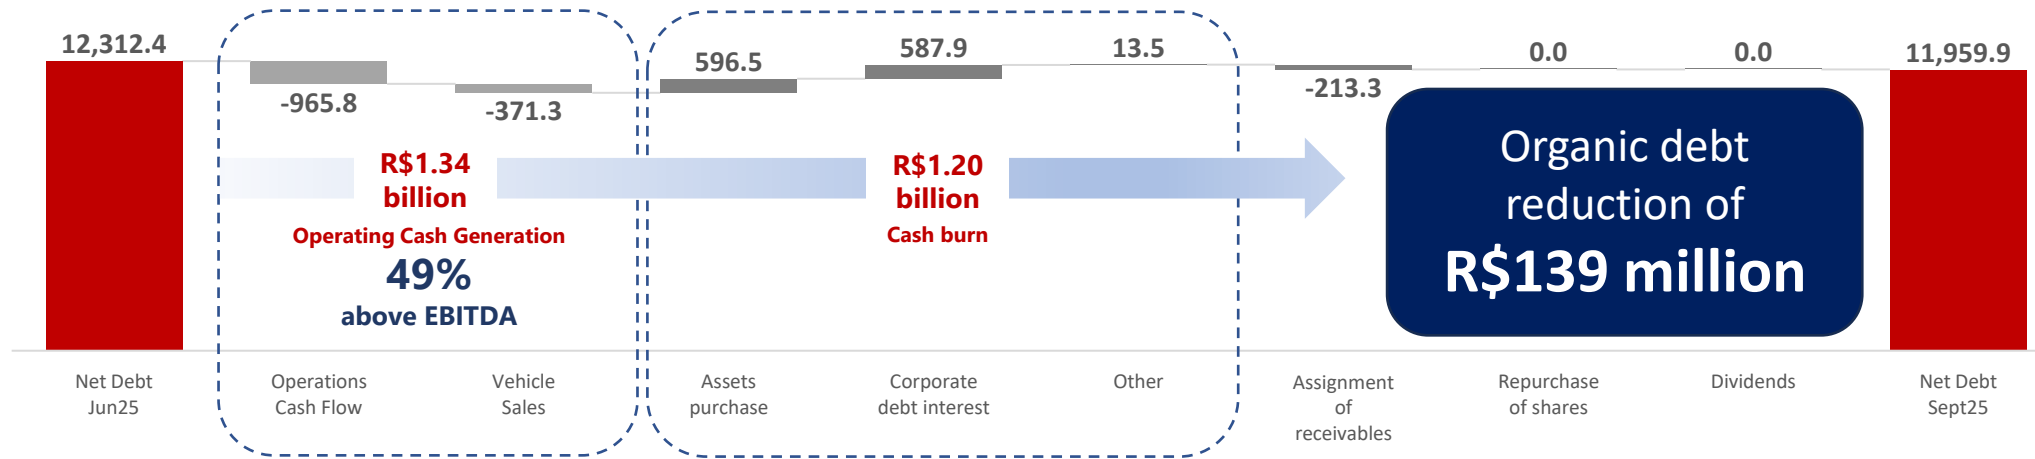 12,312.4
-965.8
-371.3
596.5
587.9
13.5
-213.3
0.0
0.0
11,959.9
R$1.34
billion
Operating Cash Generation
49%
above EBITDA
R$1.20
billion
Cash burn
Organic debt
reduction of
R$139 million
Net Debt
Jun25
Operations
Cash Flow
Vehicle
Sales
Assets
purchase
Corporate
debt interest
Other
Assignment
of
receivables
Repurchase
of shares
Dividends
Net Debt
Sept25